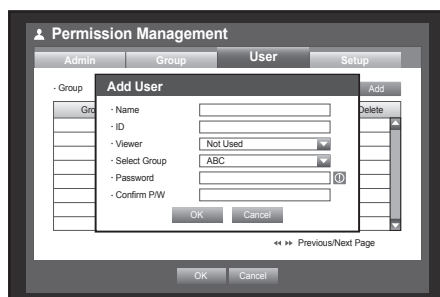 Permission Management
Admin Group User Setup
· Group Add
Gro Delete
Add User
· Name
· ID
· Viewer Not Used
· Select Group ABC
· Password
· Confirm P/W
OK Cancel
Previous/Next Page
OK Cancel